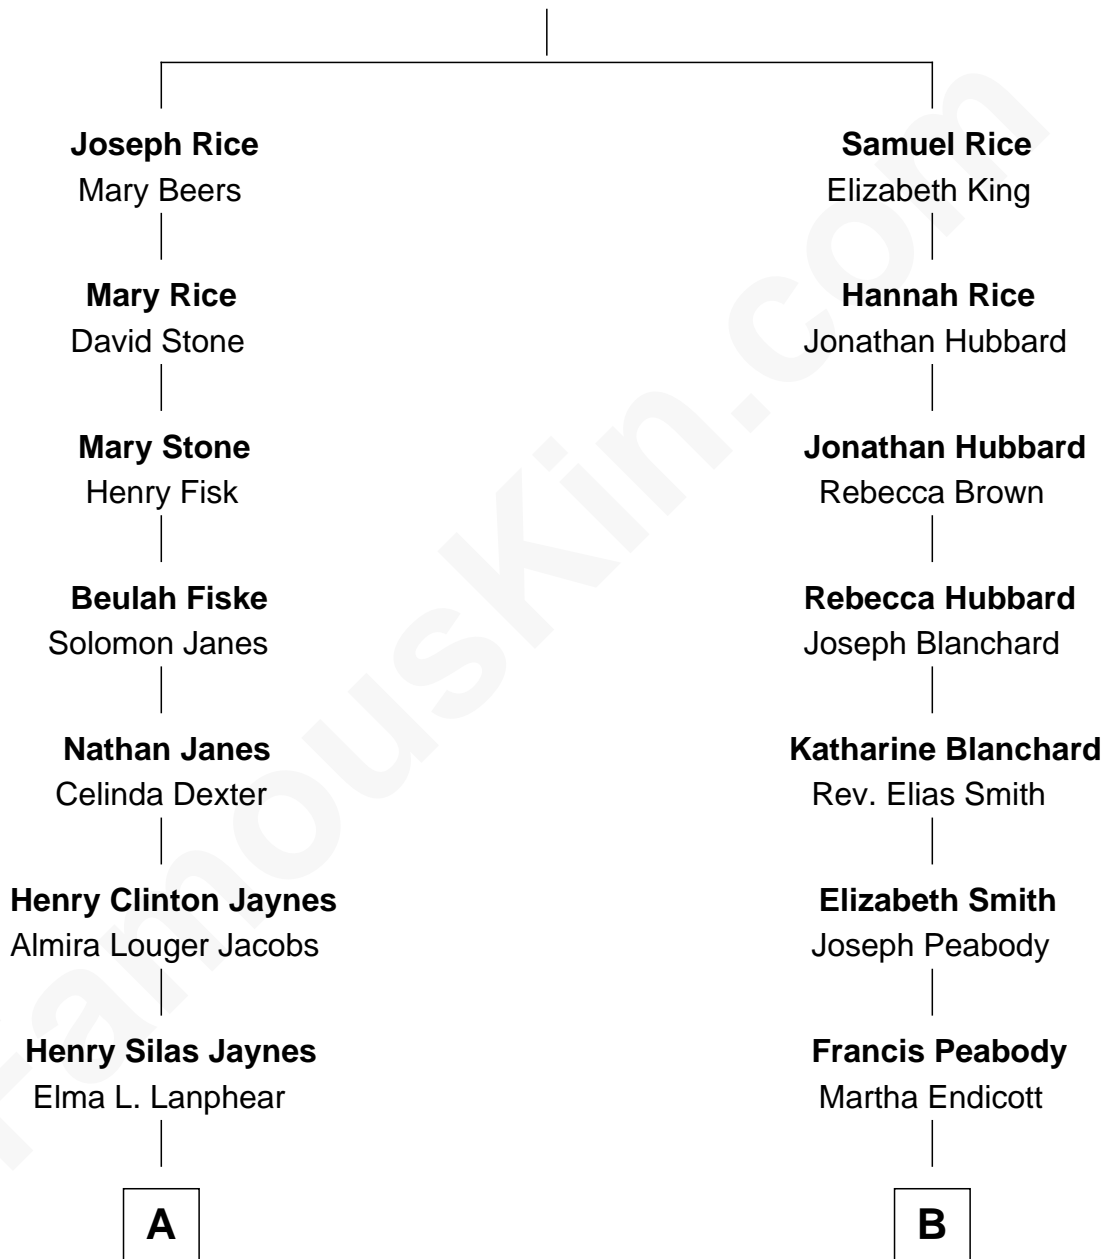 Joseph Rice
Mary Beers
Mary Rice
David Stone
Mary Stone
Henry Fisk
Beulah Fiske
Solomon Janes
Nathan Janes
Celinda Dexter
Henry Clinton Jaynes
Almira Louger Jacobs
Henry Silas Jaynes
Elma L. Lanphear
A
Samuel Rice
Elizabeth King
Hannah Rice
Jonathan Hubbard
Jonathan Hubbard
Rebecca Brown
Rebecca Hubbard
Joseph Blanchard
Katharine Blanchard
Rev. Elias Smith
Elizabeth Smith
Joseph Peabody
Francis Peabody
Martha Endicott
B
FamousKin.com